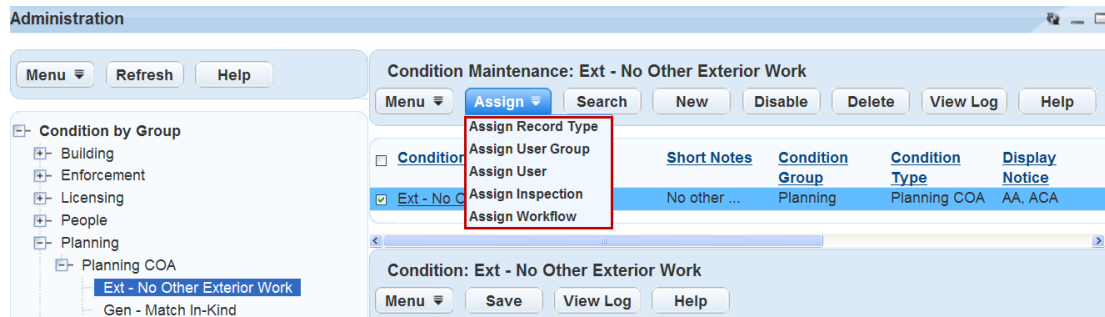 Administration
Menu Refresh Help
Condition by Group
Building
Enforcement
Licensing
People
Planning
Planning COA
Ext - No Other Exterior Work
Gen - Match In-Kind
Condition Maintenance: Ext - No Other Exterior Work
Menu Assign Search New Disable Delete View Log Help
Assign Record Type
Assign User Group
Assign User
Assign Inspection
Assign Workflow
Condition Short Notes Condition Group Condition Type Display Notice
Ext - No No other ... Planning Planning COA AA, ACA
Condition: Ext - No Other Exterior Work
Menu Save View Log Help